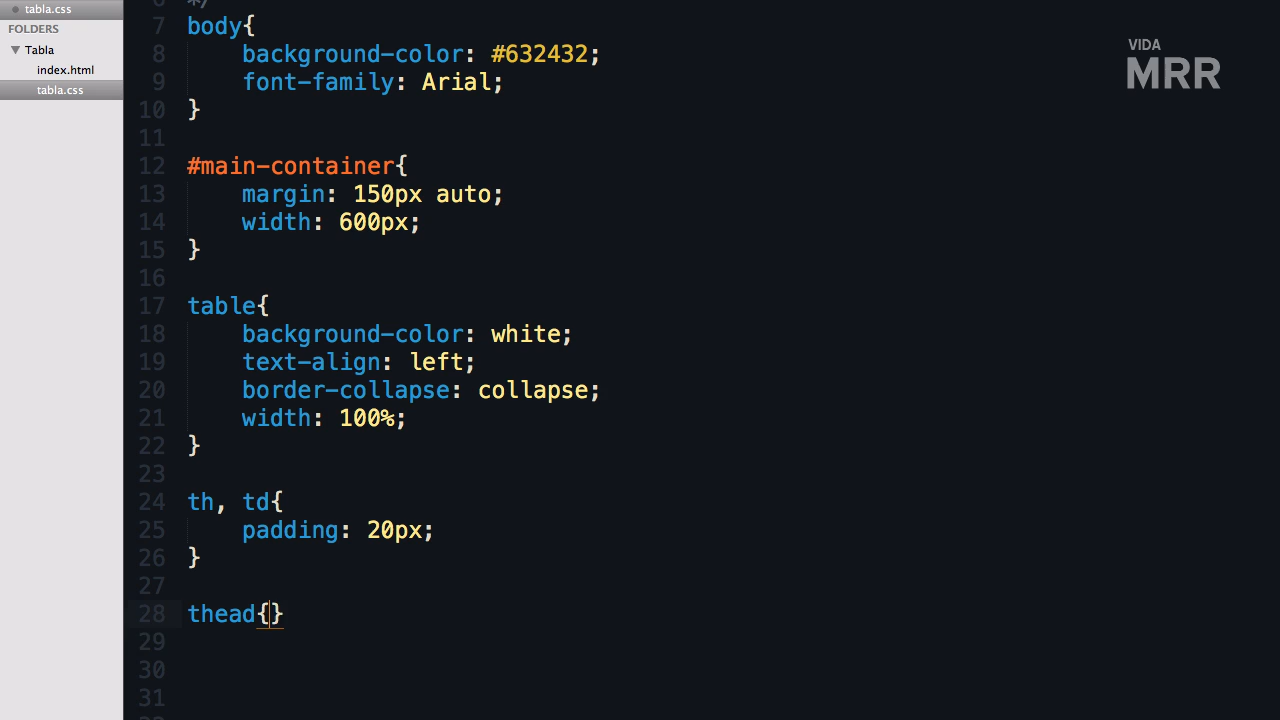 tabla.css
FOLDERS
Tabla
index.html
tabla.css
6 */
7 body{
8 background-color: #632432;
9 font-family: Arial;
10 }
11
12 #main-container{
13 margin: 150px auto;
14 width: 600px;
15 }
16
17 table{
18 background-color: white;
19 text-align: left;
20 border-collapse: collapse;
21 width: 100%;
22 }
23
24 th, td{
25 padding: 20px;
26 }
27
28 thead{}
29
30
31
VIDA
MRR